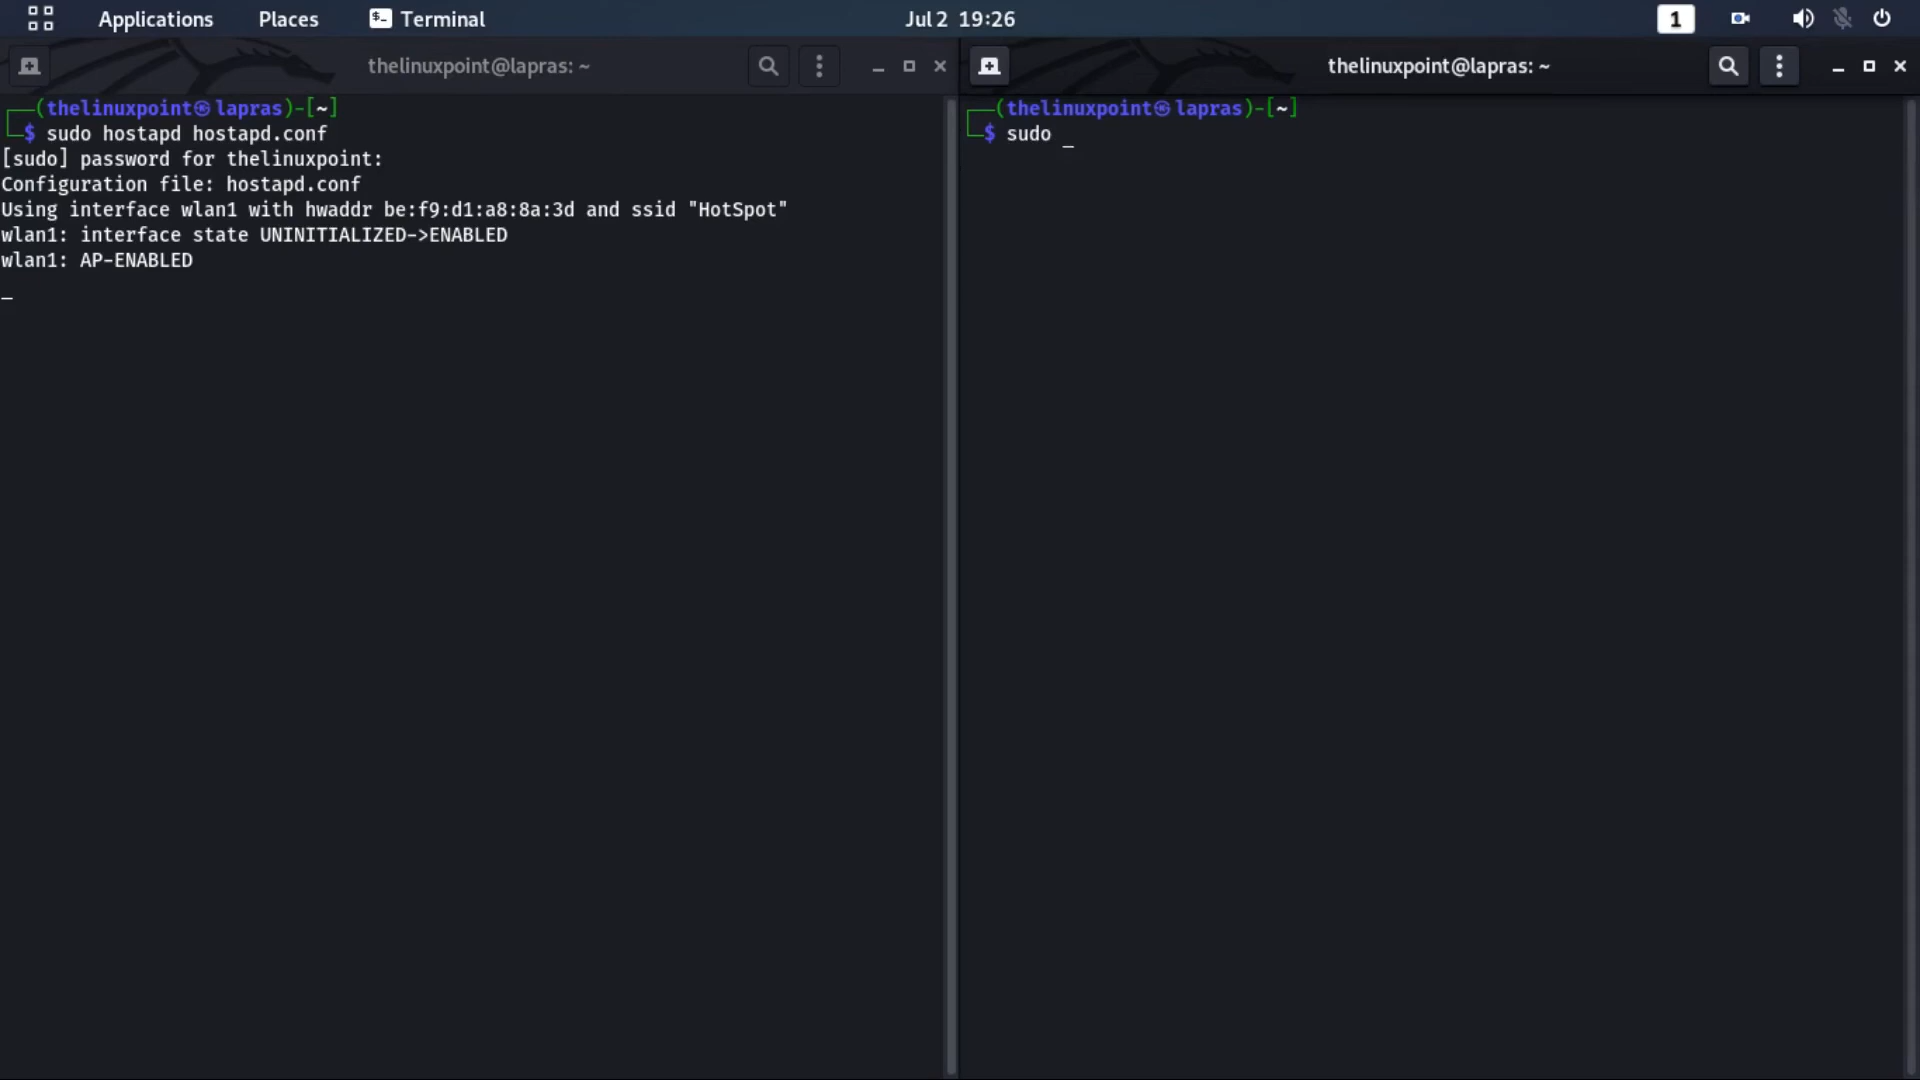 Applications Places Terminal Jul 2 19:26 1
thelinuxpoint@lapras: ~
(thelinuxpoint㉿lapras)-[~]
$ sudo hostapd hostapd.conf
[sudo] password for thelinuxpoint:
Configuration file: hostapd.conf
Using interface wlan1 with hwaddr be:f9:d1:a8:8a:3d and ssid "HotSpot"
wlan1: interface state UNINITIALIZED->ENABLED
wlan1: AP-ENABLED
thelinuxpoint@lapras: ~
(thelinuxpoint㉿lapras)-[~]
$ sudo _